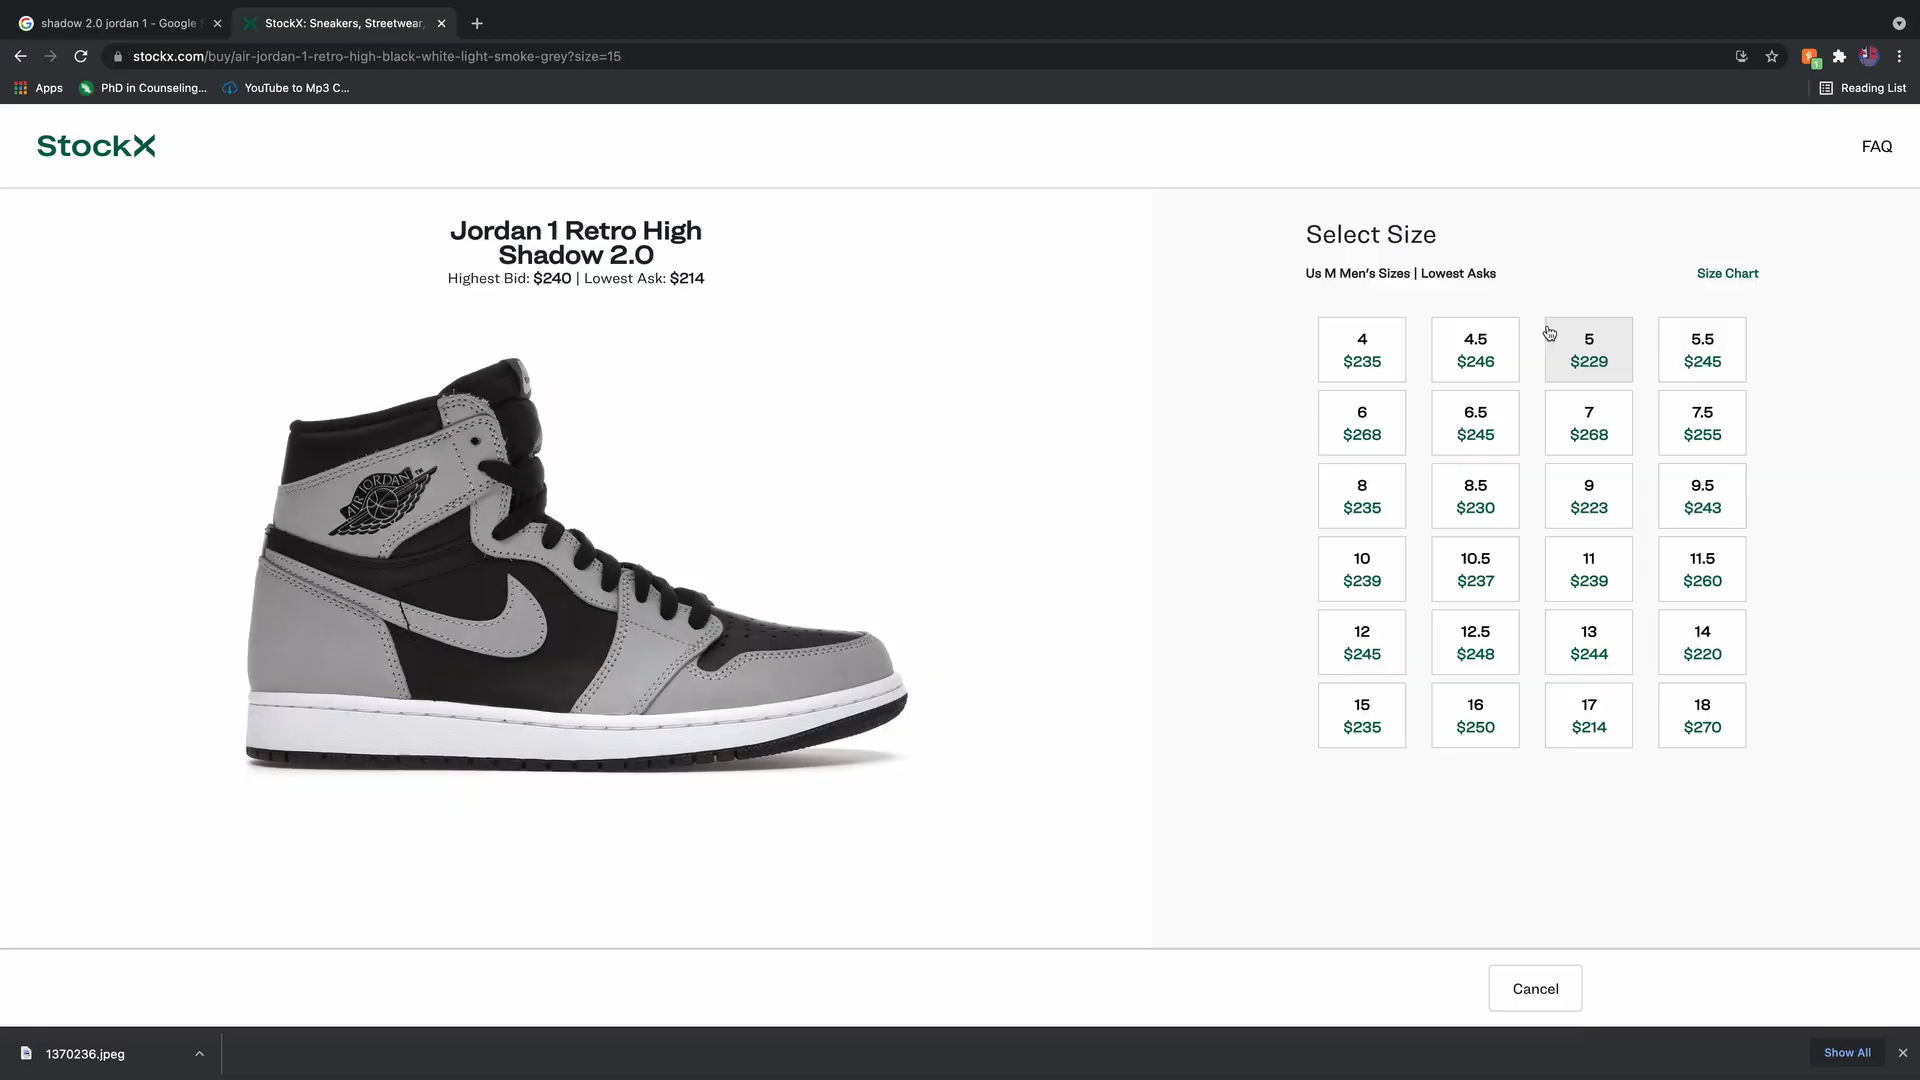 shadow 2.0 jordan 1 - Google S
StockX: Sneakers, Streetwear,
stockx.com/buy/air-jordan-1-retro-high-black-white-light-smoke-grey?size=15
1
Apps
PhD in Counseling...
YouTube to Mp3 C...
Reading List
StockX
FAQ
Jordan 1 Retro High
Shadow 2.0
Highest Bid: $240 | Lowest Ask: $214
AIR JORDAN
TM
Select Size
Us M Men's Sizes | Lowest Asks
Size Chart
4 4.5 5 5.5
$235 $246 $229 $245
6 6.5 7 7.5
$268 $245 $268 $255
8 8.5 9 9.5
$235 $230 $223 $243
10 10.5 11 11.5
$239 $237 $239 $260
12 12.5 13 14
$245 $248 $244 $220
15 16 17 18
$235 $250 $214 $270
Cancel
1370236.jpeg
Show All